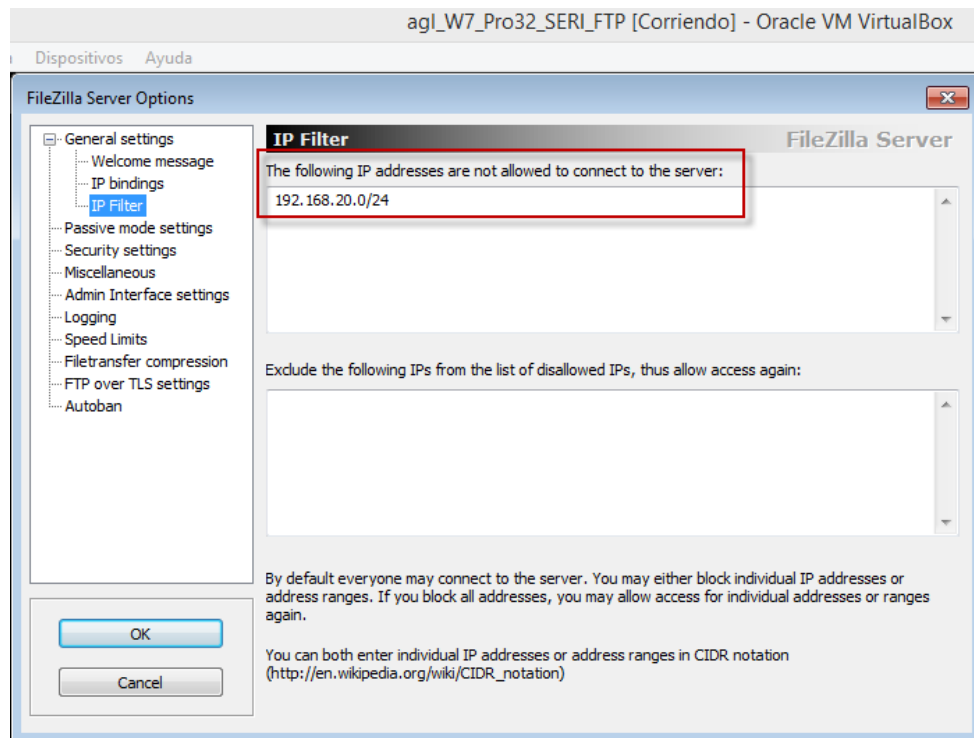 agl_W7_Pro32_SERI_FTP [Corriendo] - Oracle VM VirtualBox
Dispositivos Ayuda
FileZilla Server Options
General settings
Welcome message
IP bindings
IP Filter
Passive mode settings
Security settings
Miscellaneous
Admin Interface settings
Logging
Speed Limits
Filetransfer compression
FTP over TLS settings
Autoban
OK
Cancel
IP Filter
FileZilla Server
The following IP addresses are not allowed to connect to the server:
192.168.20.0/24
Exclude the following IPs from the list of disallowed IPs, thus allow access again:
By default everyone may connect to the server. You may either block individual IP addresses or
address ranges. If you block all addresses, you may allow access for individual addresses or ranges
again.
You can both enter individual IP addresses or address ranges in CIDR notation
(http://en.wikipedia.org/wiki/CIDR_notation)